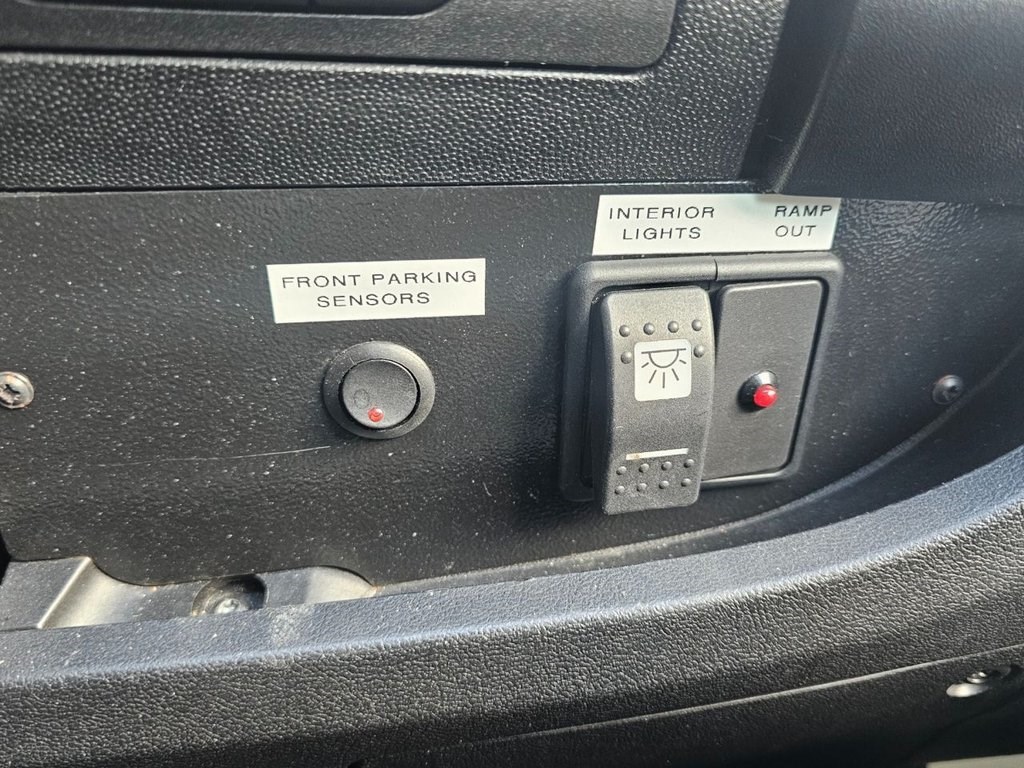 INTERIOR RAMP
LIGHTS OUT
FRONT PARKING
SENSORS